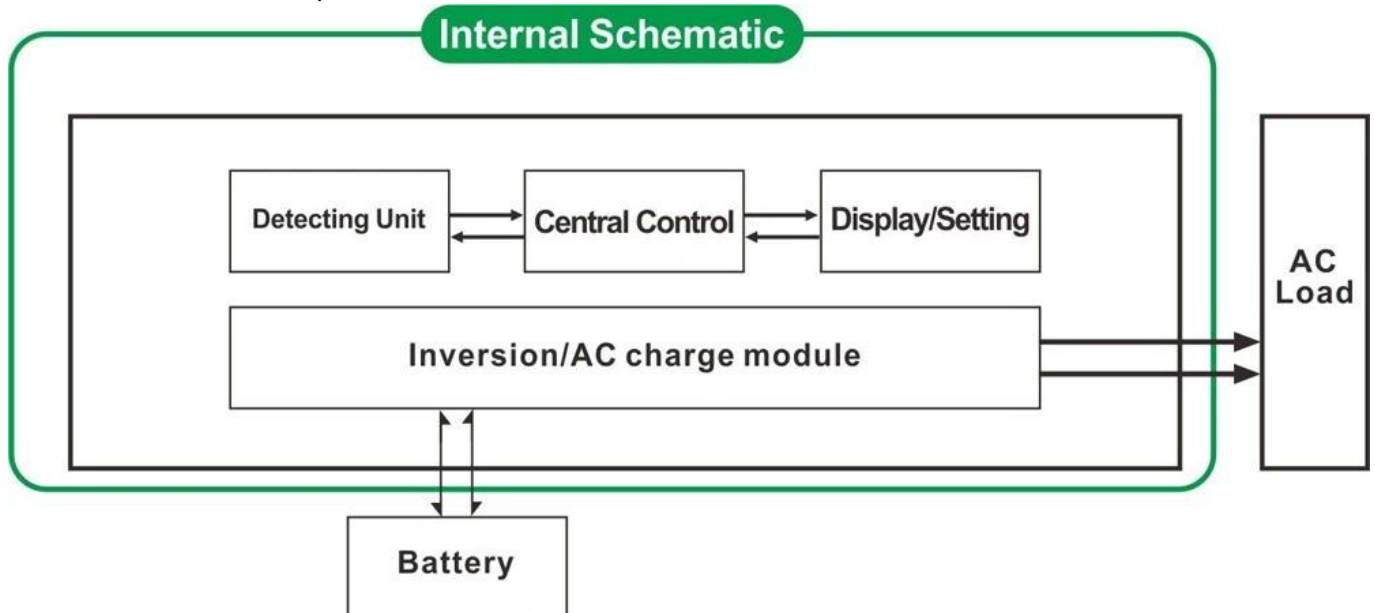 Internal Schematic
Detecting Unit
Central Control
Display/Setting
AC
Load
Inversion/AC charge module
Battery